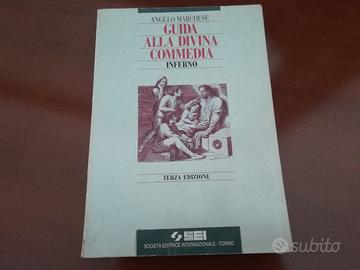 ANGELO MARCHESE
GUIDA
ALLA DIVINA
COMMEDIA
INFERNO
TERZA EDIZIONE
SEI
SOCIETÀ EDITRICE INTERNAZIONALE - TORINO
subito